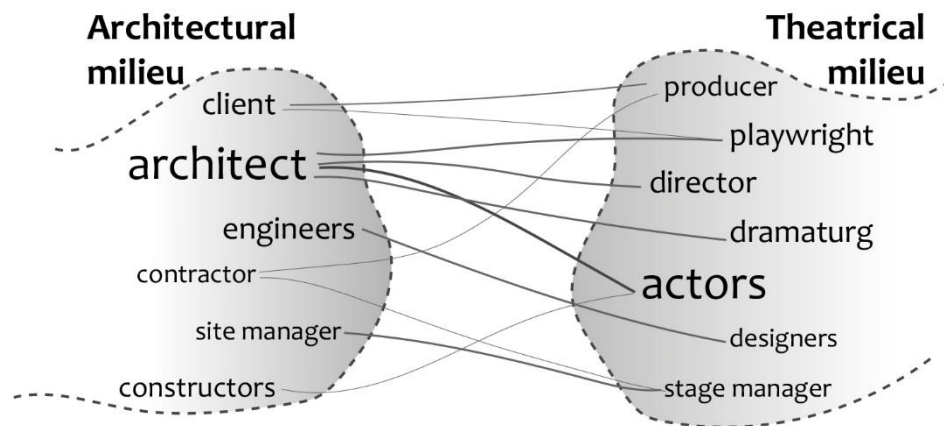 Architectural
milieu
client
architect
engineers
contractor
site manager
constructors
Theatrical
milieu
producer
playwright
director
dramaturg
actors
designers
stage manager